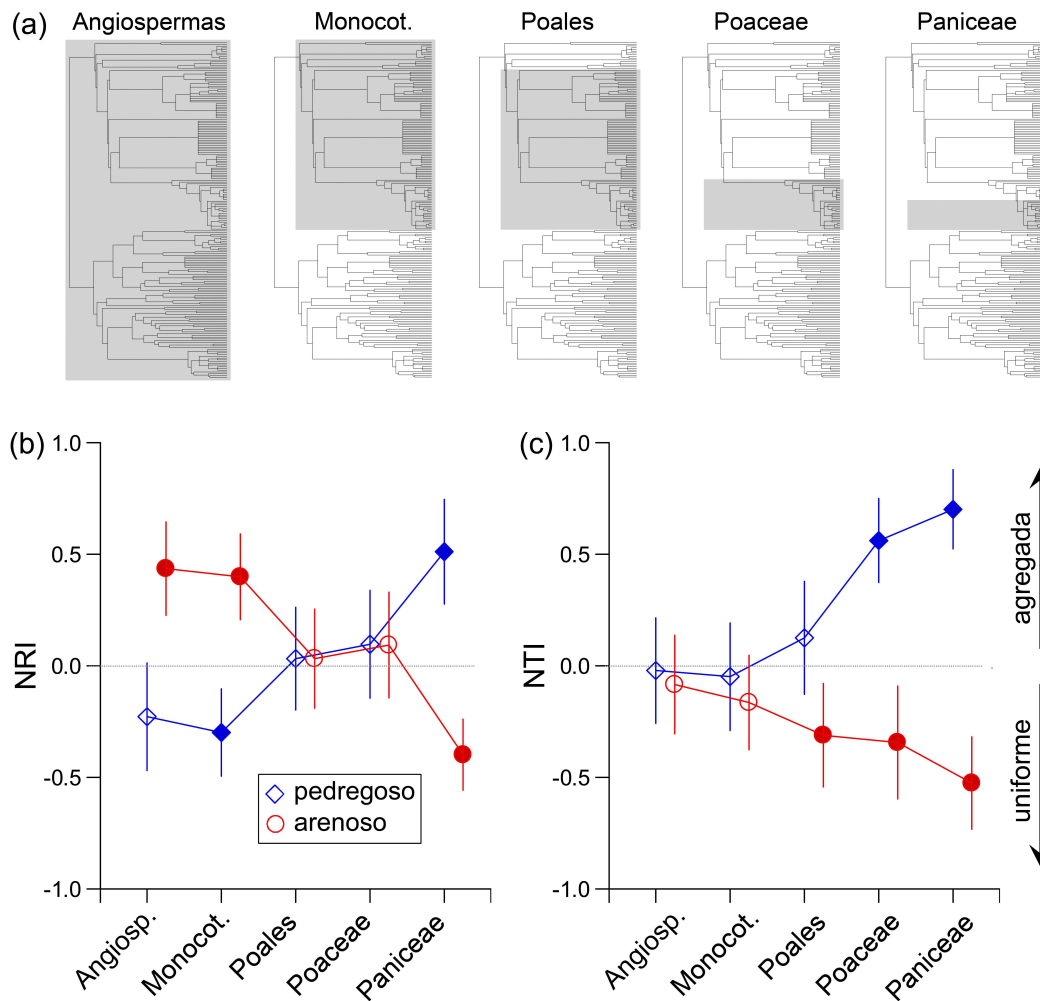 (a) Angiospermas Monocot. Poales Poaceae Paniceae
(b)
1.0
0.5
0.0
-0.5
-1.0
NRI
pedregoso
arenoso
Angiosp.
Monocot.
Poales
Poaceae
Paniceae
(c)
1.0
0.5
0.0
-0.5
-1.0
NTI
Angiosp.
Monocot.
Poales
Poaceae
Paniceae
agregada
uniforme